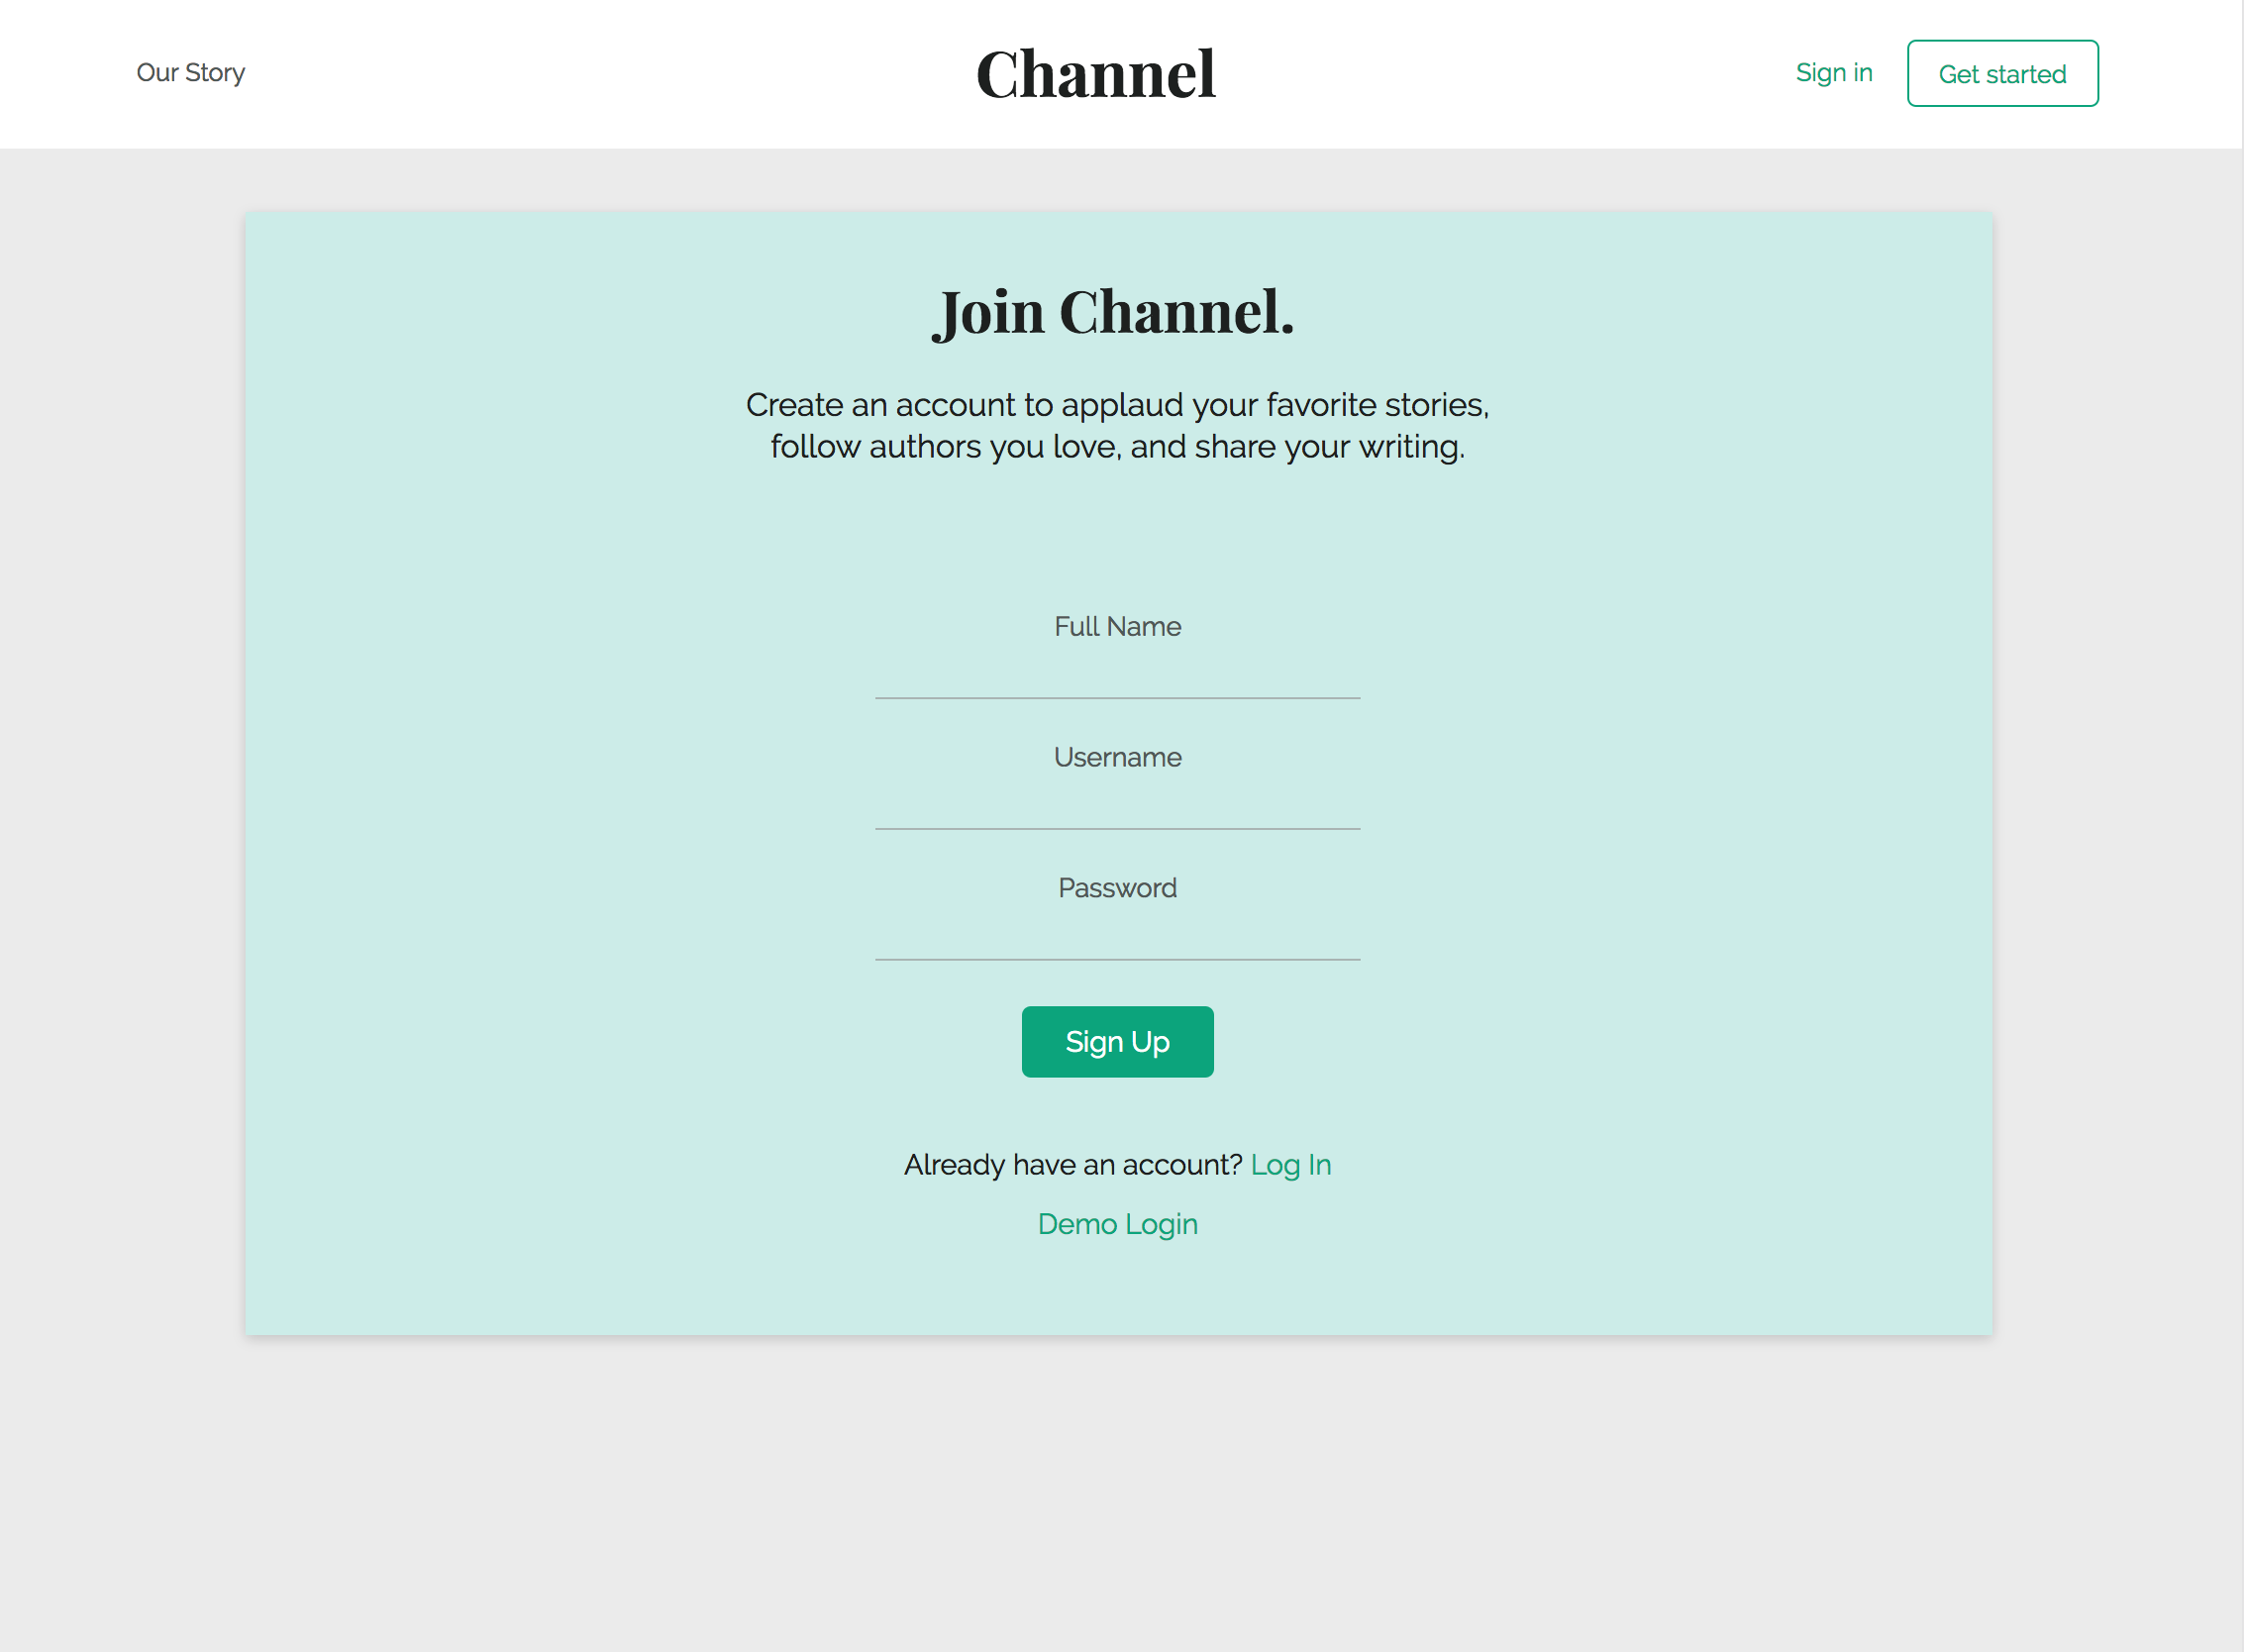 Our Story
Channel
Sign in
Get started
Join Channel.
Create an account to applaud your favorite stories,
follow authors you love, and share your writing.
Full Name
Username
Password
Sign Up
Already have an account? Log In
Demo Login